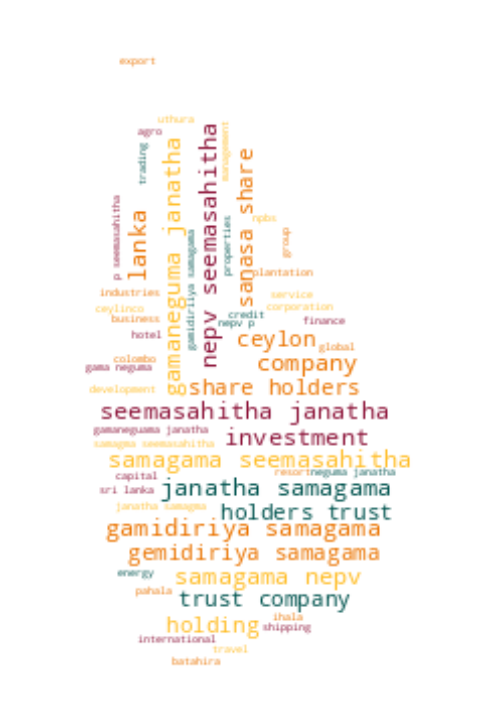 export
uthura
agro
trading
management
gamaneguma janatha
nepv seemasahitha
sanasa share
p seemasahitha
lanka
gamidiriya samagama
properties
npbs
group
plantation
industries
service
ceylinco
corporation
business
credit
nepv p
finance
hotel
ceylon
global
colombo
company
gama neguma
development
share holders
seemasahitha janatha
gamaneguama janatha
investment
samagma seemasahitha
samagama seemasahitha
resort
neguma janatha
capital
sri lanka
janatha samagama
janatha samagma
holders trust
gamidiriya samagama
gemidiriya samagama
energy
samagama nepv
pahala
trust company
ihala
holding
shipping
international
travel
batahira